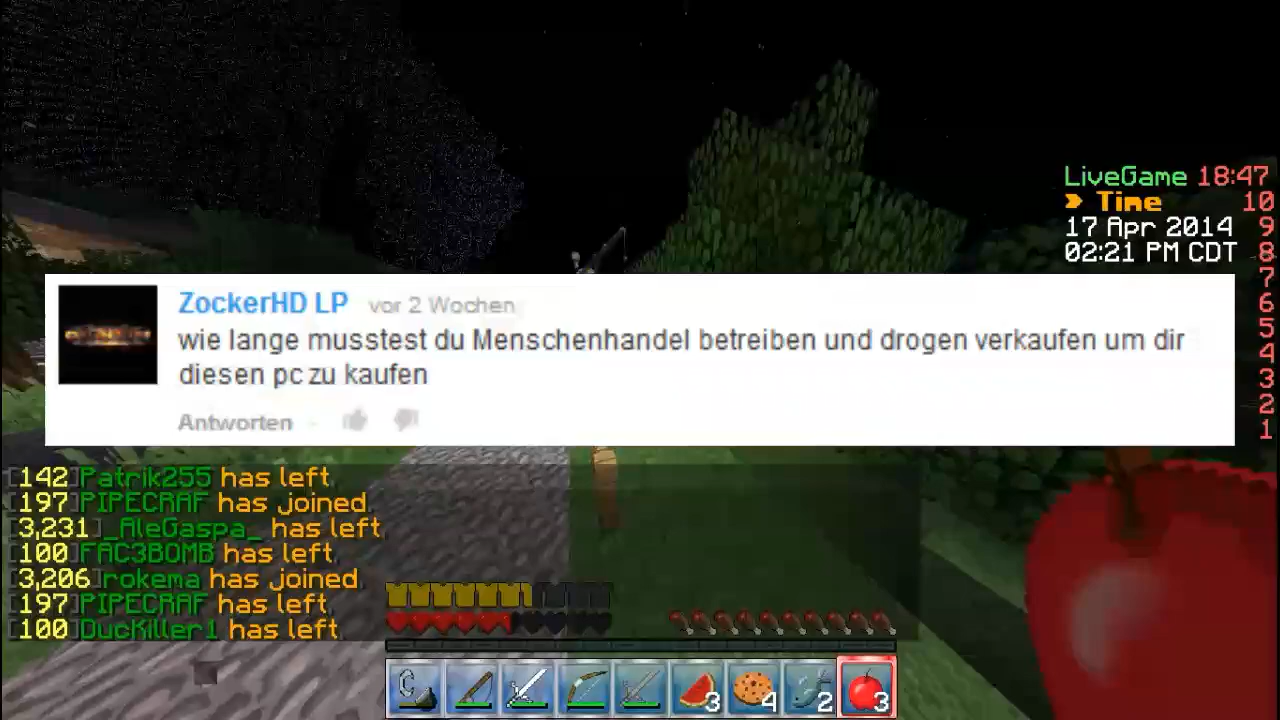 LiveGame 18:47
» Time 10
17 Apr 2014 9
02:21 PM CDT 8
7
6
5
4
3
2
1
ZockerHD LP vor 2 Wochen
wie lange musstest du Menschenhandel betreiben und drogen verkaufen um dir
diesen pc zu kaufen
Antworten
[142]Patrik255 has left
[197]PIPECRAF has joined
[3,231]_AleGaspa_ has left
[100]FAC3BOMB has left
[3,206]rokema has joined
[197]PIPECRAF has left
[100]DucKiller1 has left
3 4 2 3